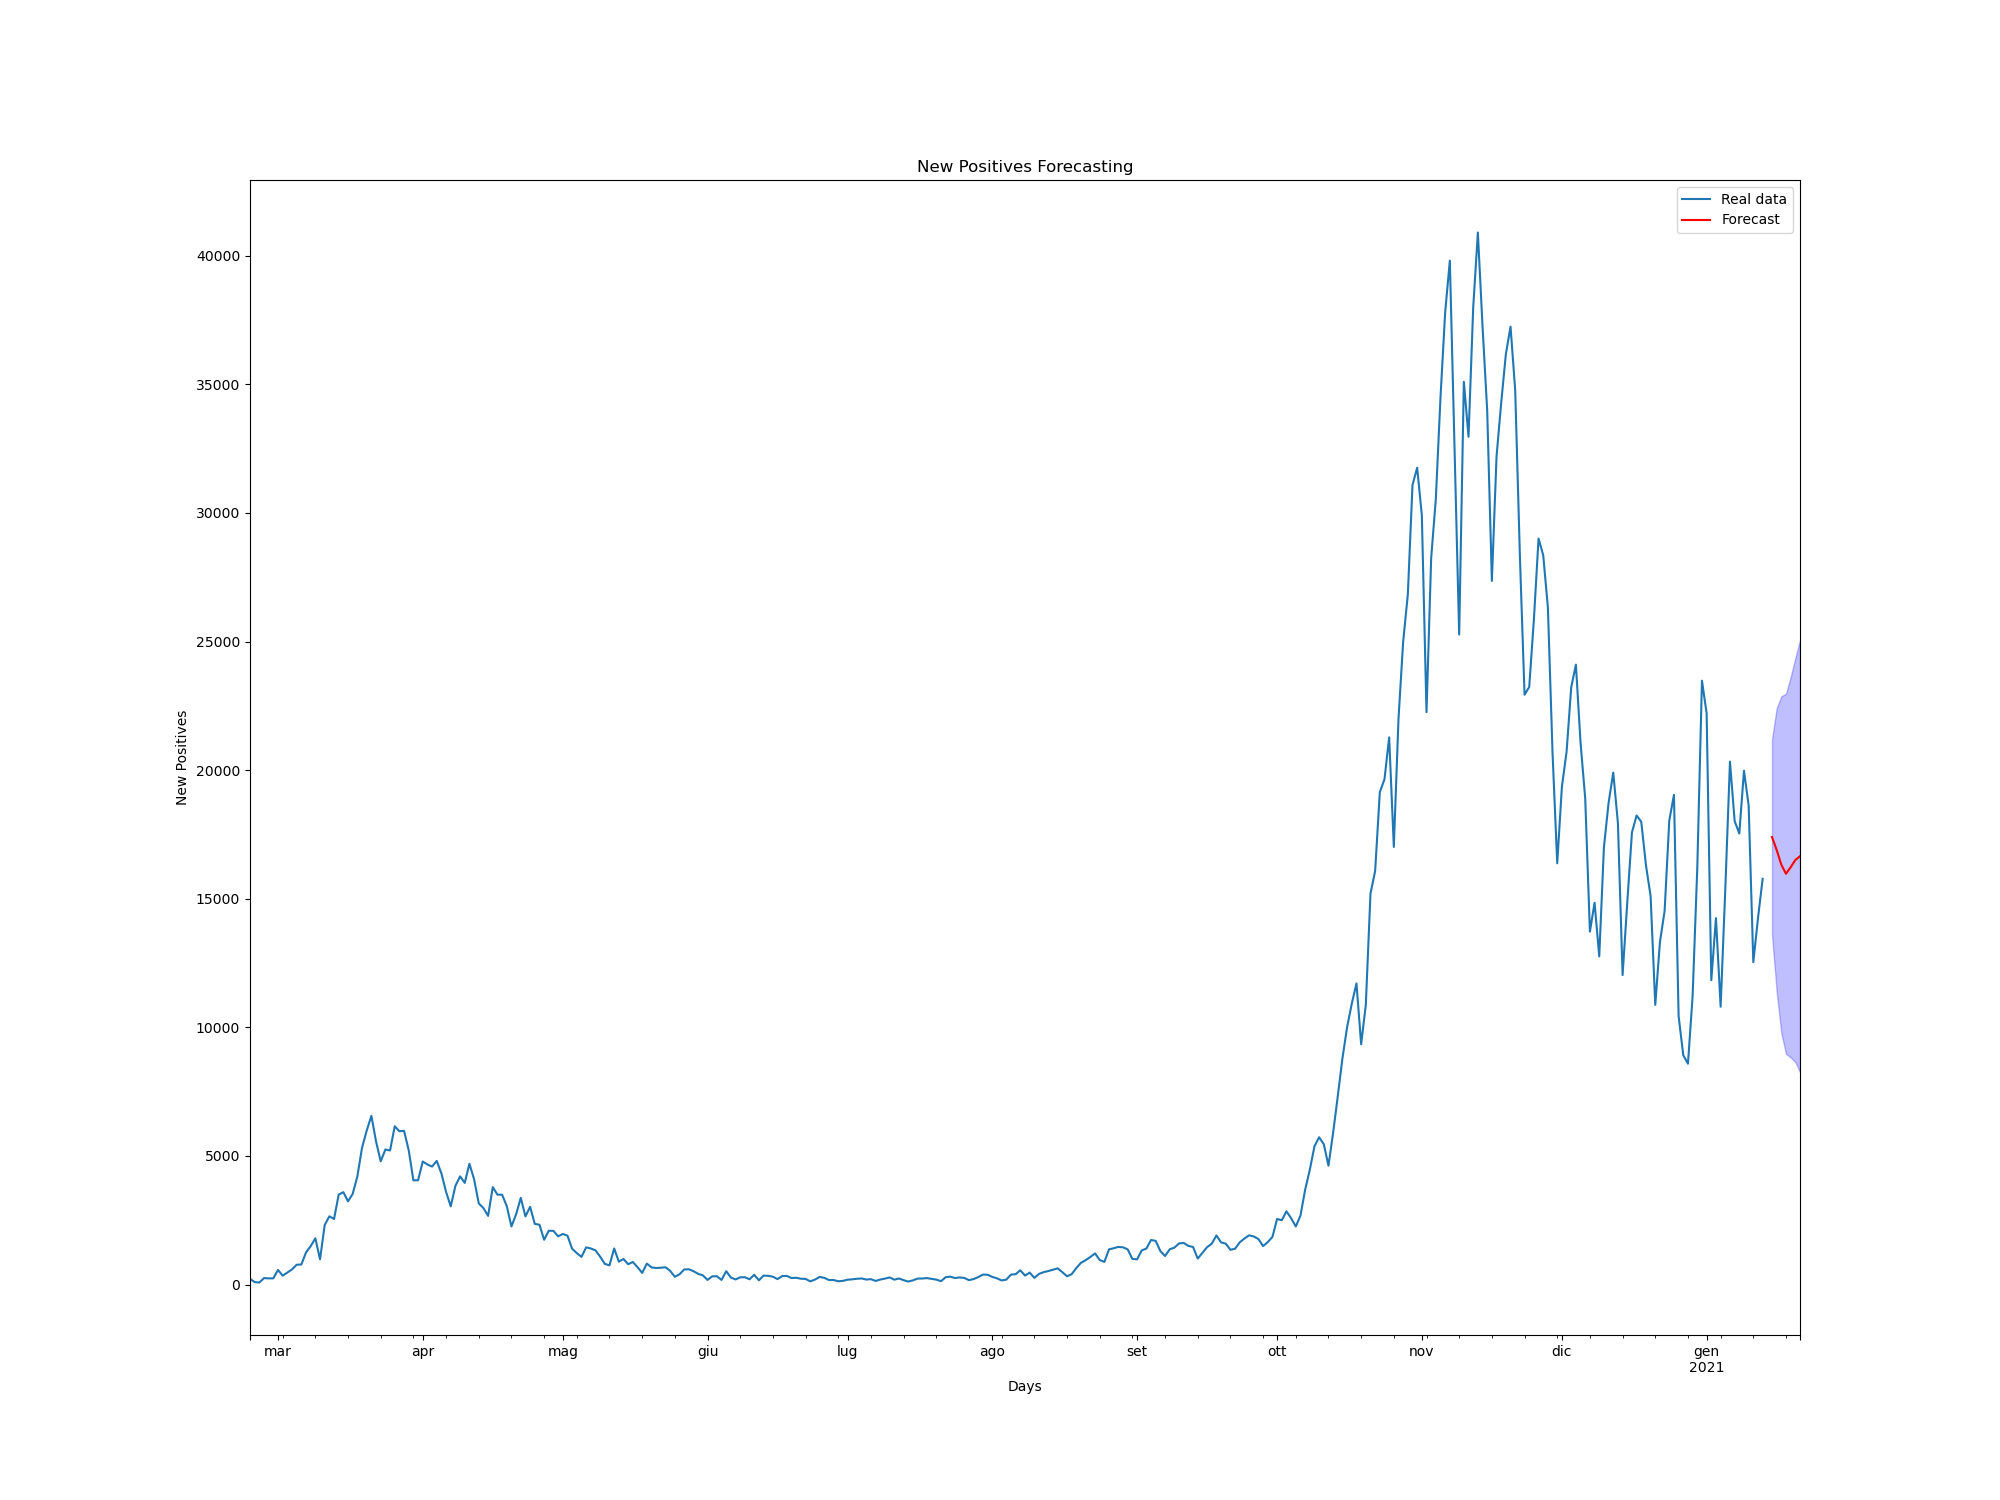 New Positives Forecasting
Real data
Forecast
40000
35000
30000
25000
20000
15000
10000
5000
0
New Positives
mar apr mag giu lug ago set ott nov dic gen
2021
Days